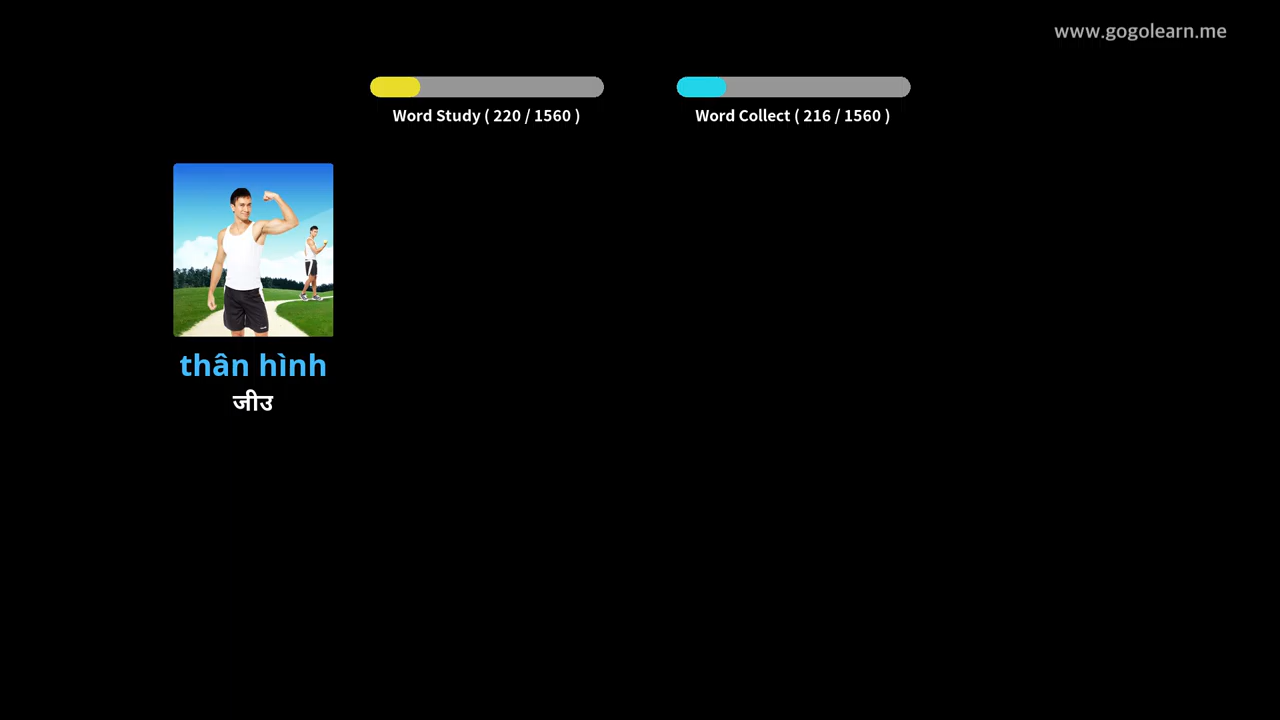 www.gogolearn.me
Word Study ( 220 / 1560 )
Word Collect ( 216 / 1560 )
thân hình
जीउ